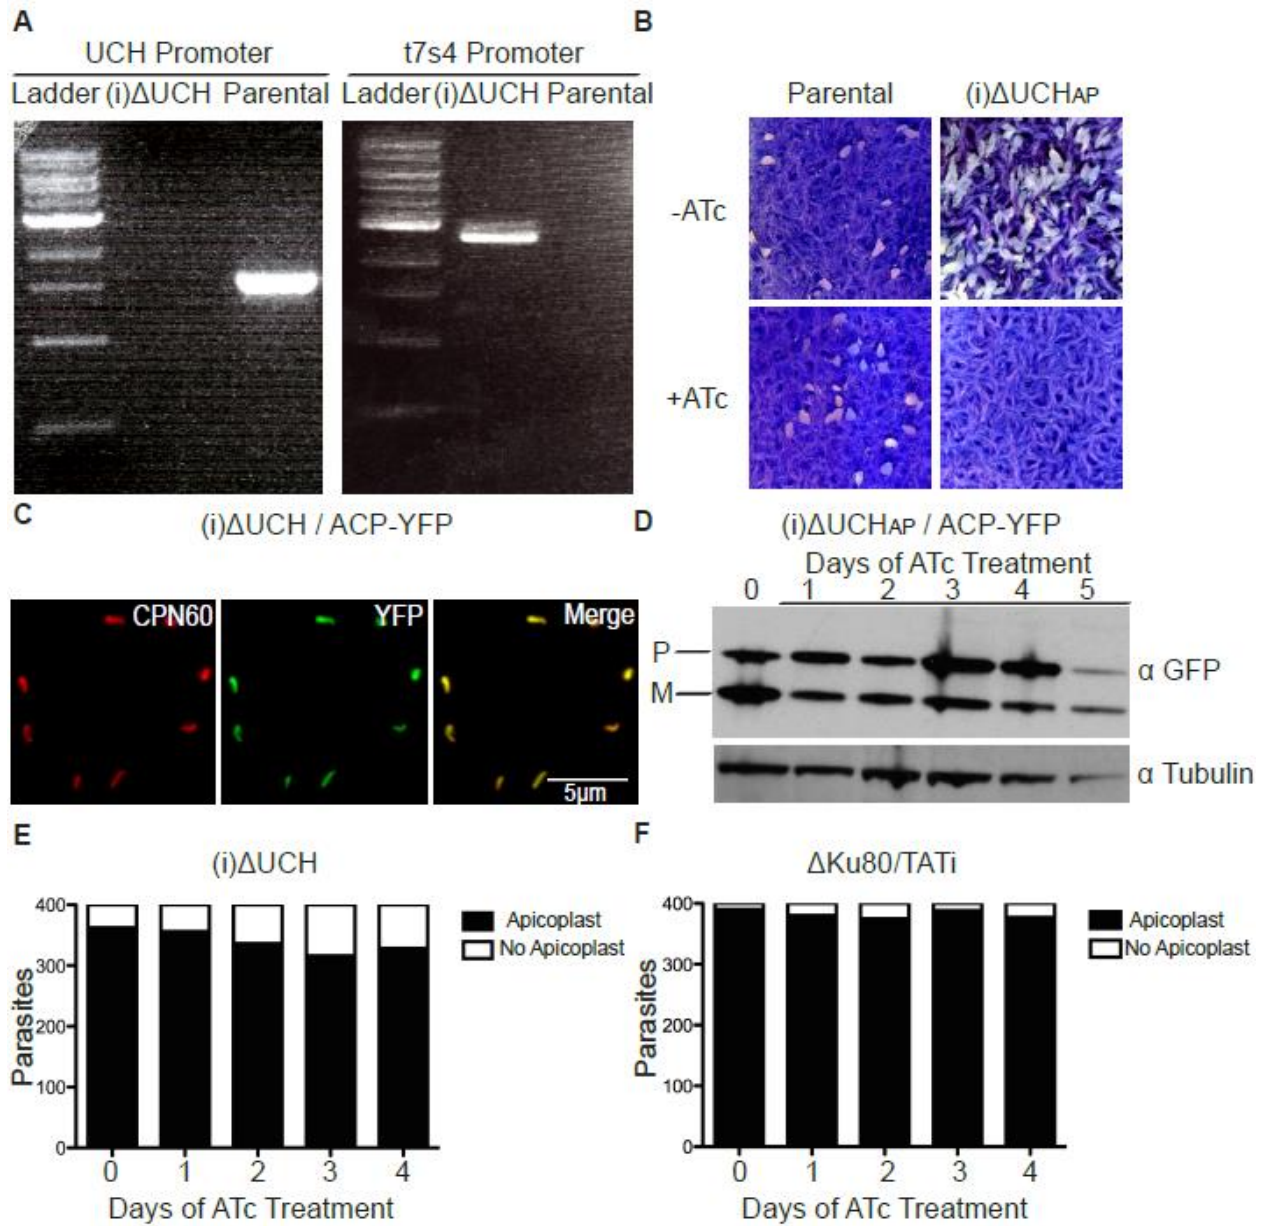 A
UCH Promoter
t7s4 Promoter
Ladder (i)ΔUCH Parental
Ladder (i)ΔUCH Parental
B
Parental
(i)ΔUCHAP
-ATc
+ATc
C
(i)ΔUCH / ACP-YFP
CPN60
YFP
Merge
5μm
D
(i)ΔUCHAP / ACP-YFP
Days of ATc Treatment
0 1 2 3 4 5
P
M
α GFP
α Tubulin
E
(i)ΔUCH
400
300
200
100
0
Parasites
0 1 2 3 4
Days of ATc Treatment
Apicoplast
No Apicoplast
F
ΔKu80/TATi
400
300
200
100
0
Parasites
0 1 2 3 4
Days of ATc Treatment
Apicoplast
No Apicoplast